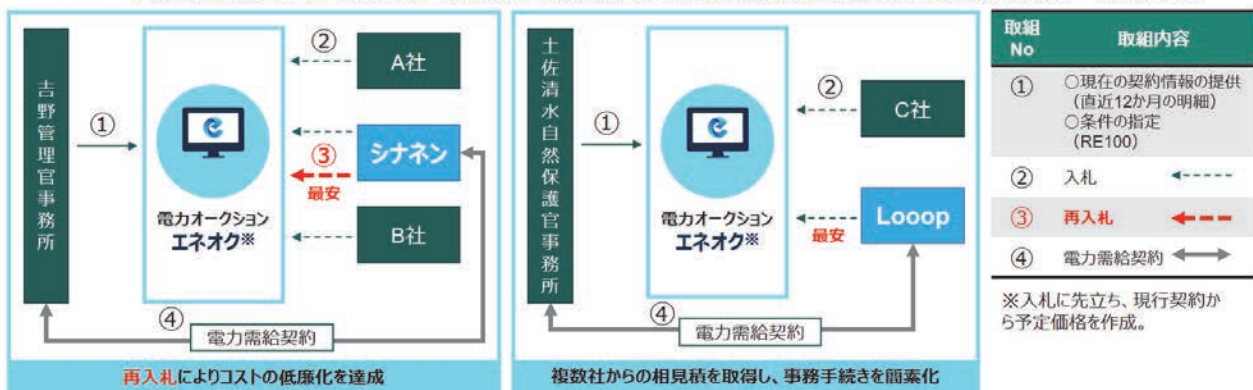 吉野管理官事務所
①
電力オークション
エネオク※
②
A社
シナネン
③
最安
B社
④
電力需給契約
再入札によりコストの低廉化を達成
土佐清水自然保護官事務所
①
電力オークション
エネオク※
②
C社
Looop
最安
④
電力需給契約
複数社からの相見積を取得し、事務手続きを簡素化
取組
No
取組内容
①
○現在の契約情報の提供
（直近12か月の明細）
○条件の指定
（RE100）
②
入札
③
再入札
④
電力需給契約
※入札に先立ち、現行契約か
ら予定価格を作成。